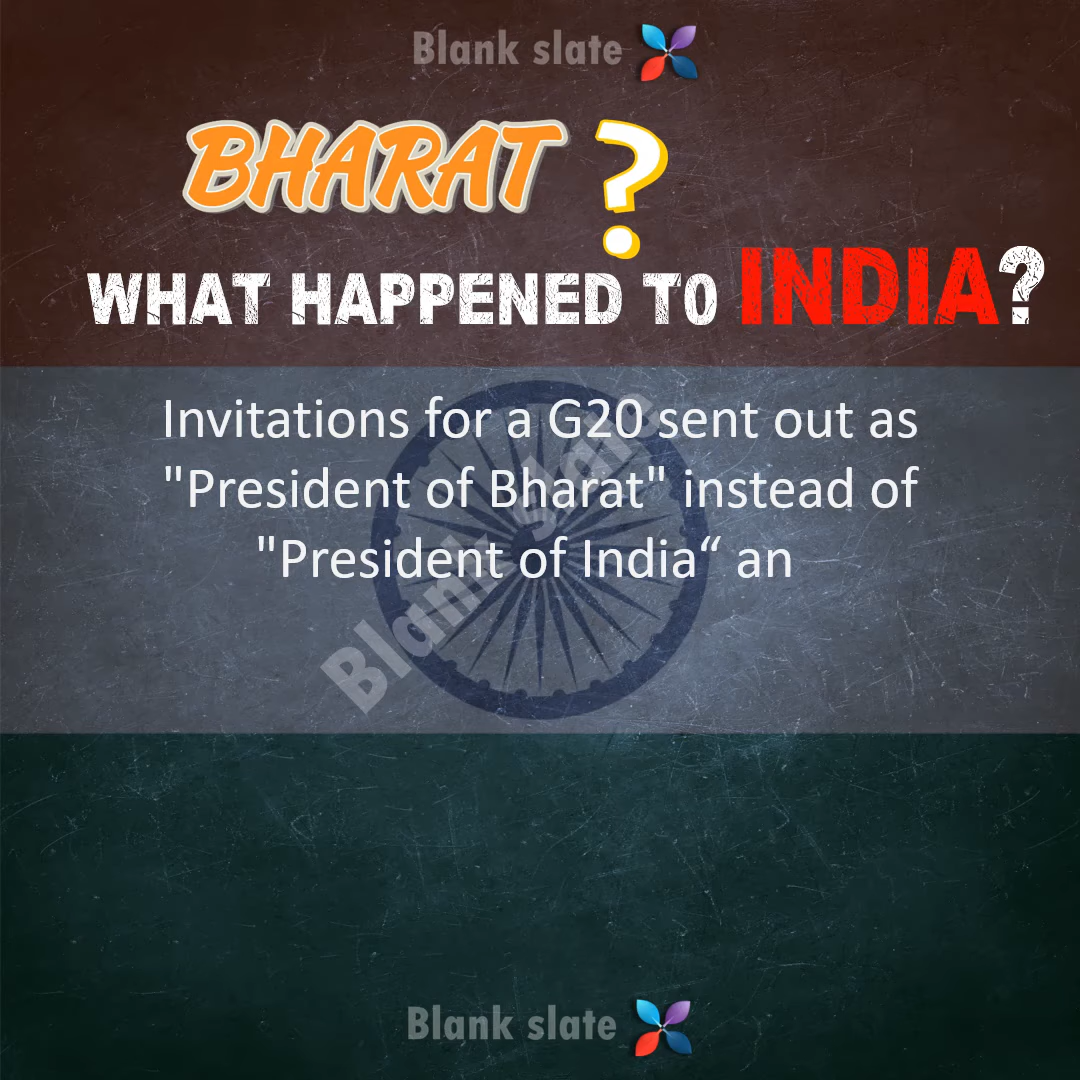 Blank slate
BHARAT ?
WHAT HAPPENED TO INDIA?
Invitations for a G20 sent out as
"President of Bharat" instead of
"President of India“ an
Blank slate
Blank slate